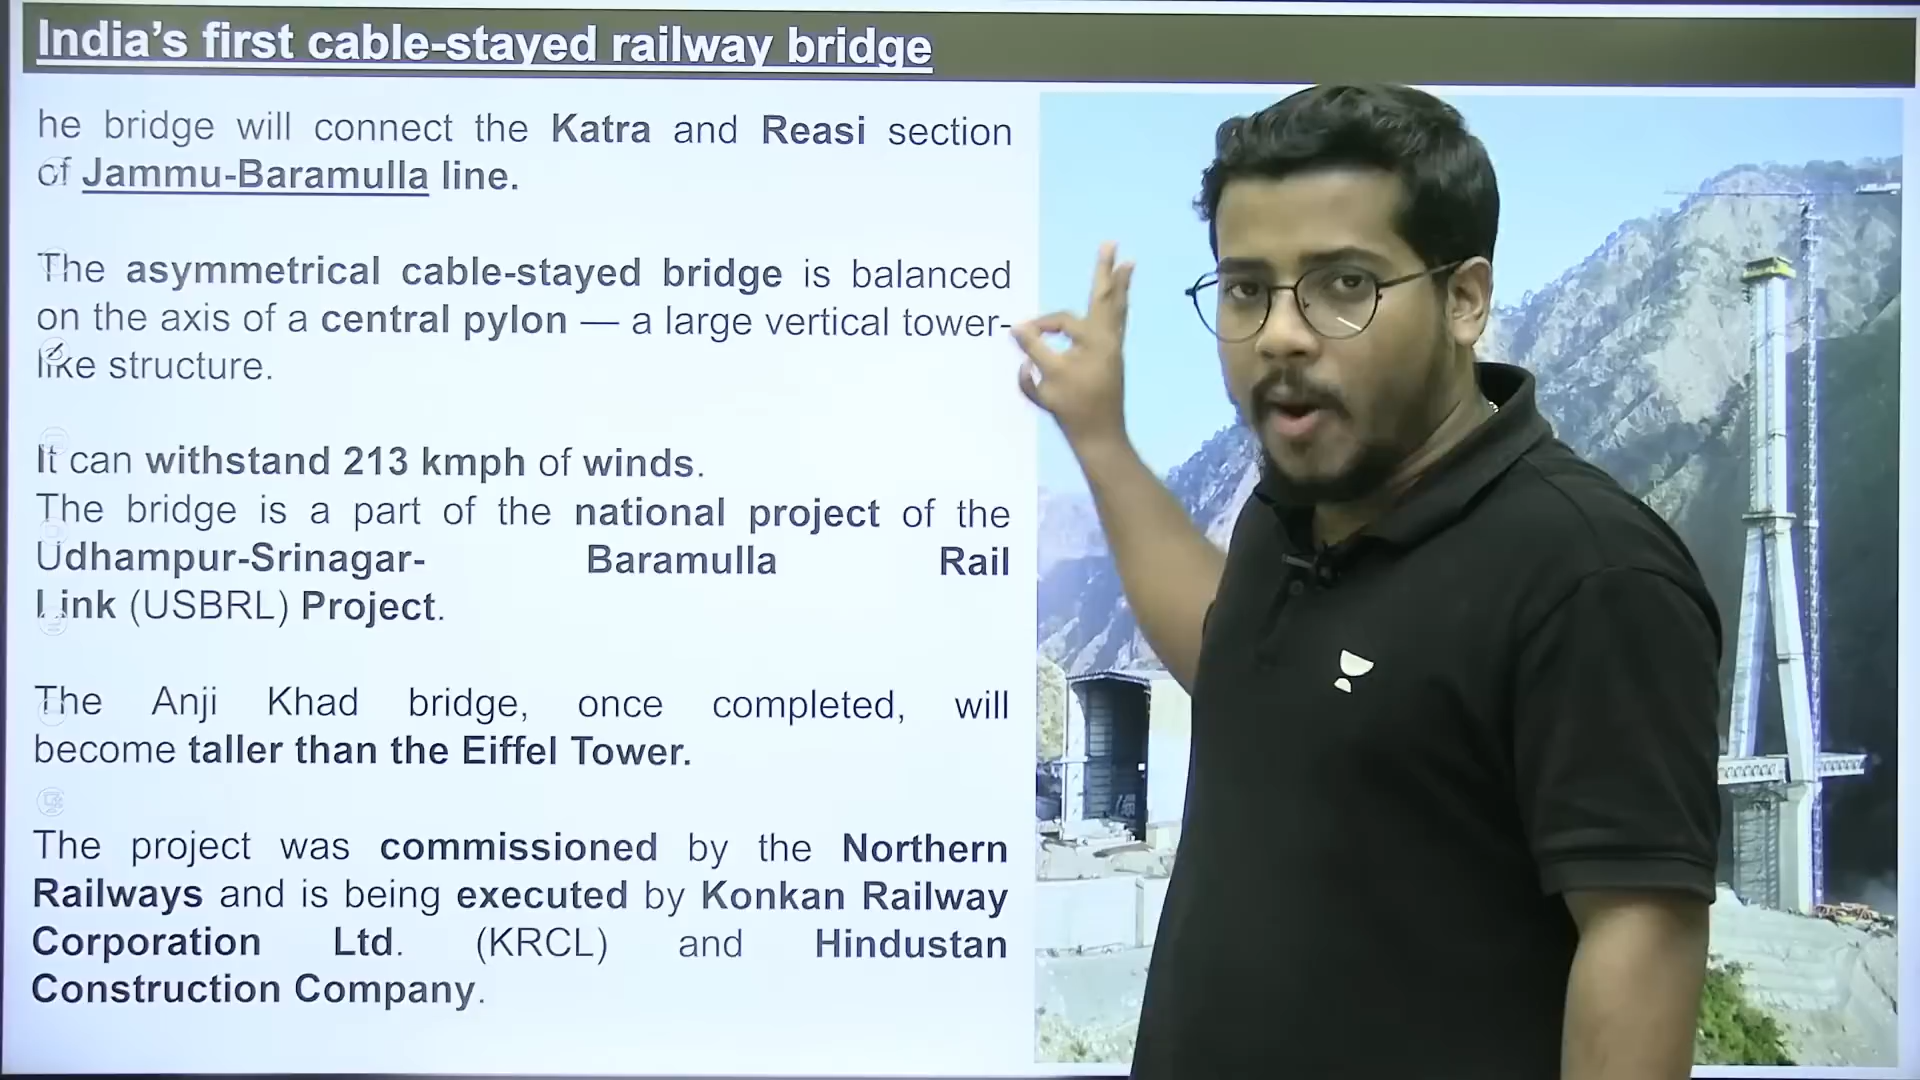 India's first cable-stayed railway bridge
he bridge will connect the Katra and Reasi section
of Jammu-Baramulla line.
The asymmetrical cable-stayed bridge is balanced
on the axis of a central pylon — a large vertical tower-
like structure.
It can withstand 213 kmph of winds.
The bridge is a part of the national project of the
Udhampur-Srinagar- Baramulla Rail
Link (USBRL) Project.
The Anji Khad bridge, once completed, will
become taller than the Eiffel Tower.
The project was commissioned by the Northern
Railways and is being executed by Konkan Railway
Corporation Ltd. (KRCL) and Hindustan
Construction Company.